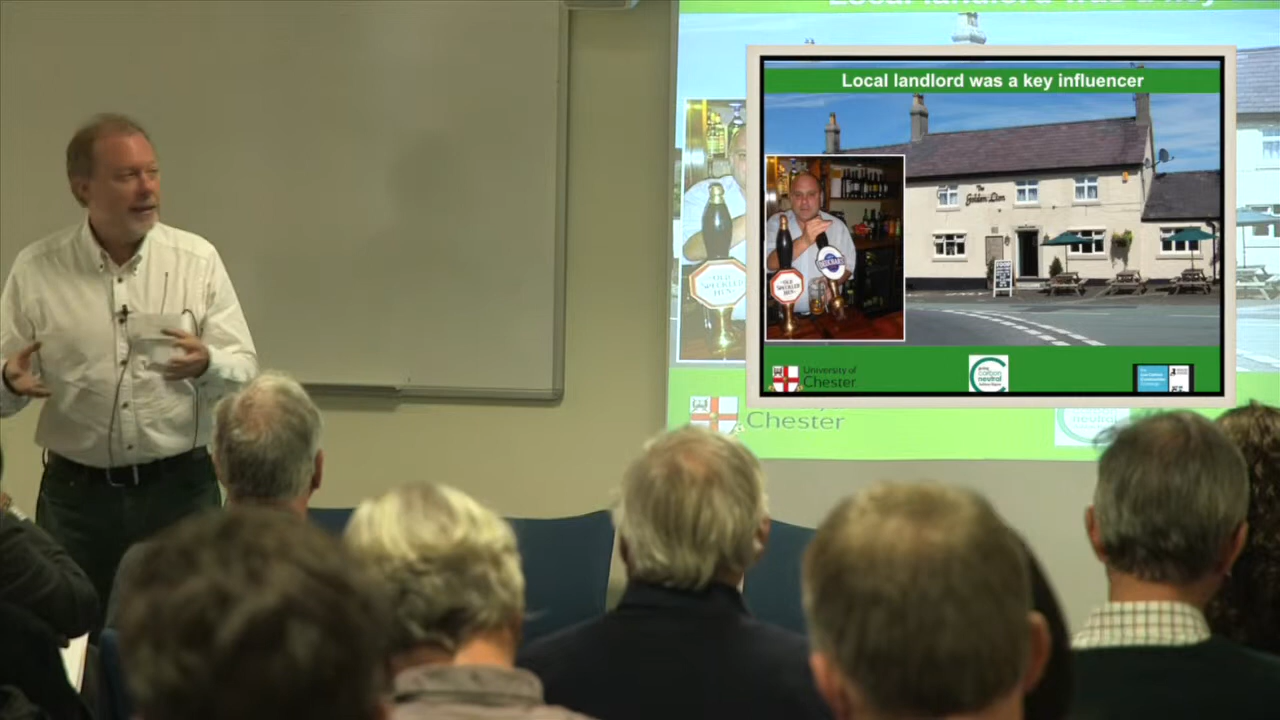 Local landlord was a key influencer
The
Golden Lion
OLD
SPECKLED
HEN
University of
Chester
carbon
neutral
Chester